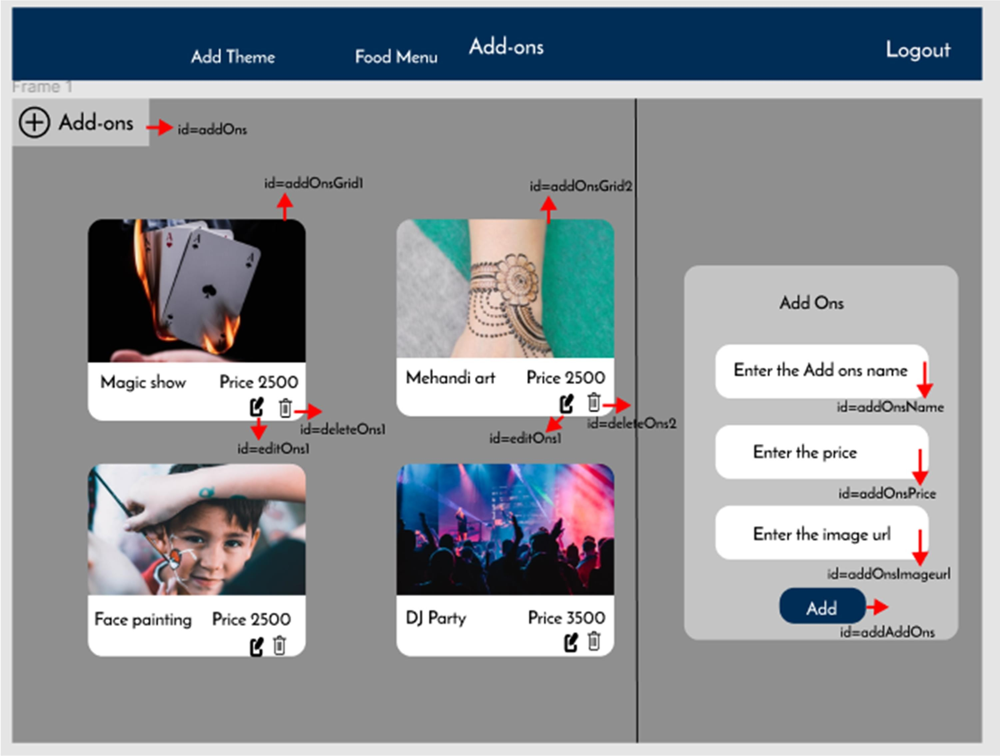 Add Theme
Food Menu
Add-ons
Logout
Frame 1
Add-ons
id=addOns
id=addOnsGrid1
id=addOnsGrid2
A
A
A
Magic show
Price 2500
id=deleteOns1
id=editOns1
Mehandi art
Price 2500
id=deleteOns2
id=editOns1
Face painting
Price 2500
DJ Party
Price 3500
Add Ons
Enter the Add ons name
id=addOnsName
Enter the price
id=addOnsPrice
Enter the image url
id=addOnsImageurl
Add
id=addAddOns